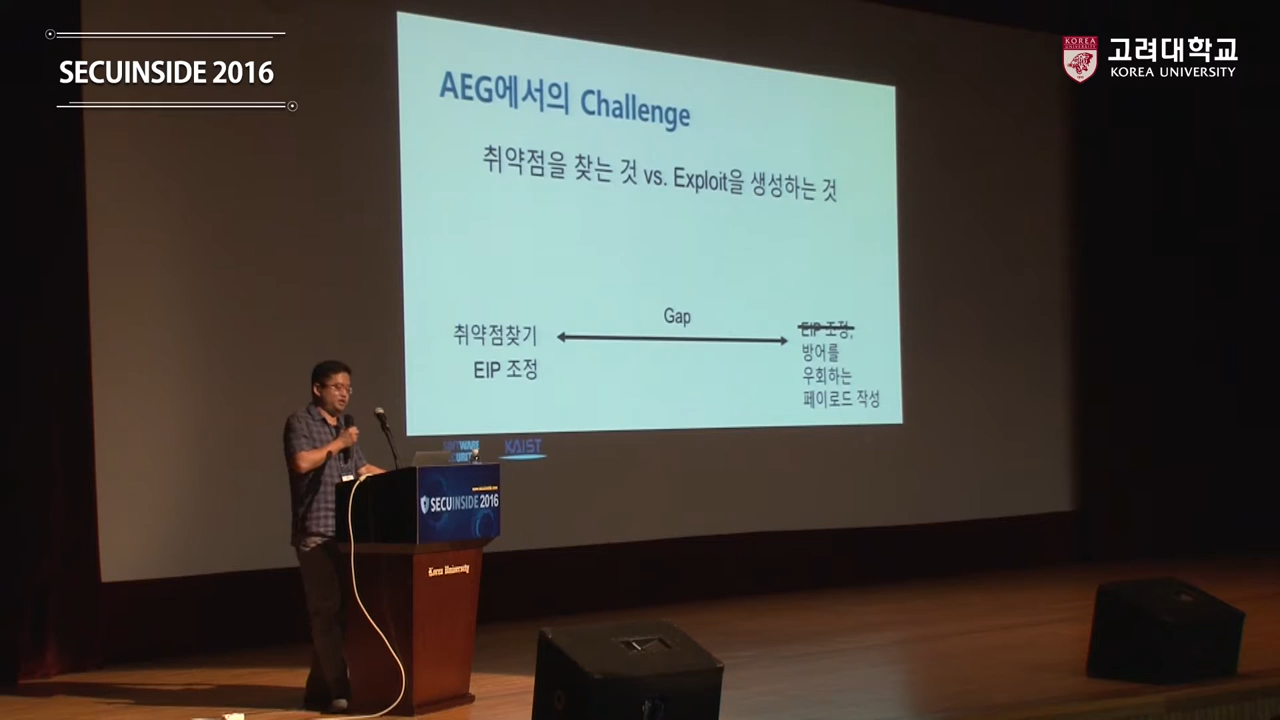 SECUINSIDE 2016
KOREA
UNIVERSITY
고려대학교
KOREA UNIVERSITY
AEG에서의 Challenge
취약점을 찾는 것 vs. Exploit을 생성하는 것
Gap
취약점찾기
EIP 조정
EIP 조정,
방어를
우회하는
페이로드 작성
KAIST
SECUINSIDE 2016
Korea University